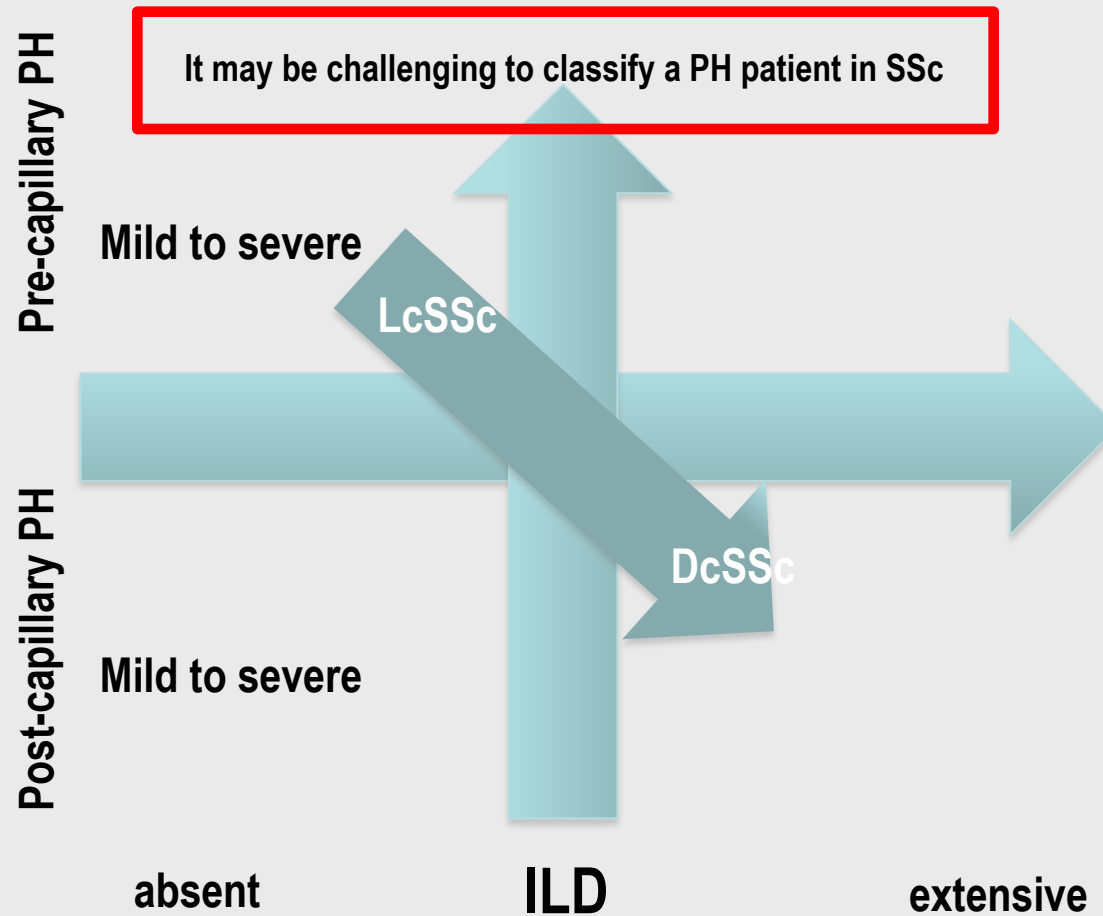 It may be challenging to classify a PH patient in SSc
Pre-capillary PH
Mild to severe
LcSSc
DcSSc
Post-capillary PH
Mild to severe
absent
ILD
extensive